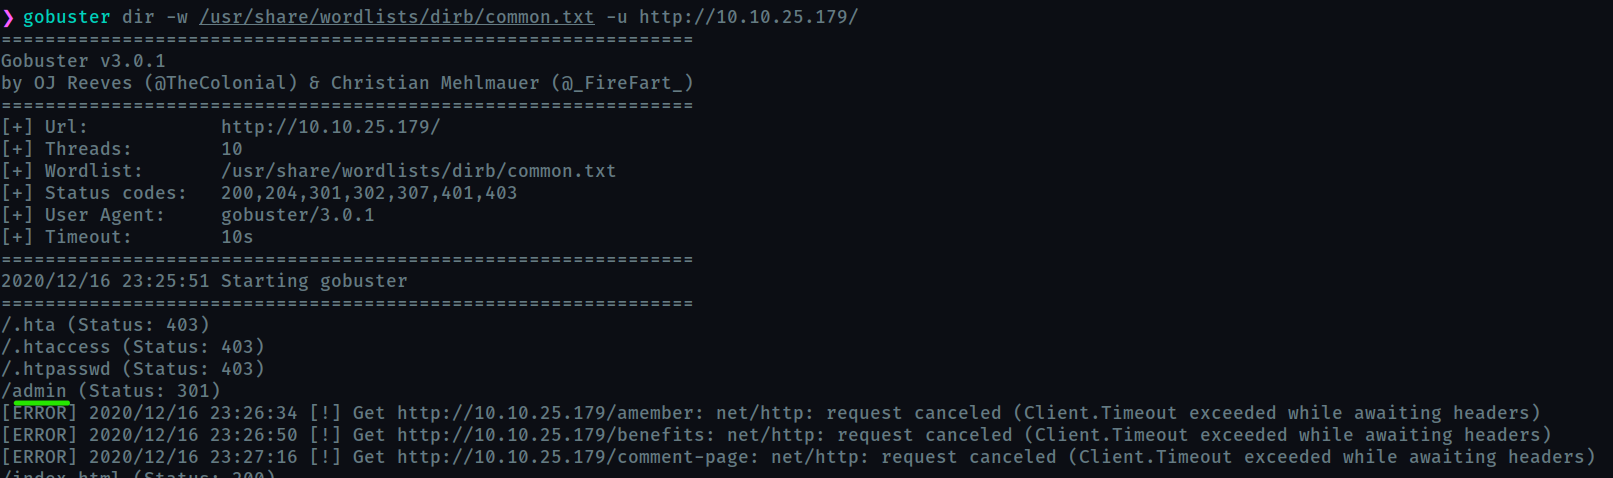 ❯ gobuster dir -w /usr/share/wordlists/dirb/common.txt -u http://10.10.25.179/
===============================================================
Gobuster v3.0.1
by OJ Reeves (@TheColonial) & Christian Mehlmauer (@_FireFart_)
===============================================================
[+] Url:            http://10.10.25.179/
[+] Threads:        10
[+] Wordlist:       /usr/share/wordlists/dirb/common.txt
[+] Status codes:   200,204,301,302,307,401,403
[+] User Agent:     gobuster/3.0.1
[+] Timeout:        10s
===============================================================
2020/12/16 23:25:51 Starting gobuster
===============================================================
/.hta (Status: 403)
/.htaccess (Status: 403)
/.htpasswd (Status: 403)
/admin (Status: 301)
[ERROR] 2020/12/16 23:26:34 [!] Get http://10.10.25.179/amember: net/http: request canceled (Client.Timeout exceeded while awaiting headers)
[ERROR] 2020/12/16 23:26:50 [!] Get http://10.10.25.179/benefits: net/http: request canceled (Client.Timeout exceeded while awaiting headers)
[ERROR] 2020/12/16 23:27:16 [!] Get http://10.10.25.179/comment-page: net/http: request canceled (Client.Timeout exceeded while awaiting headers)
/index.html (Status: 200)